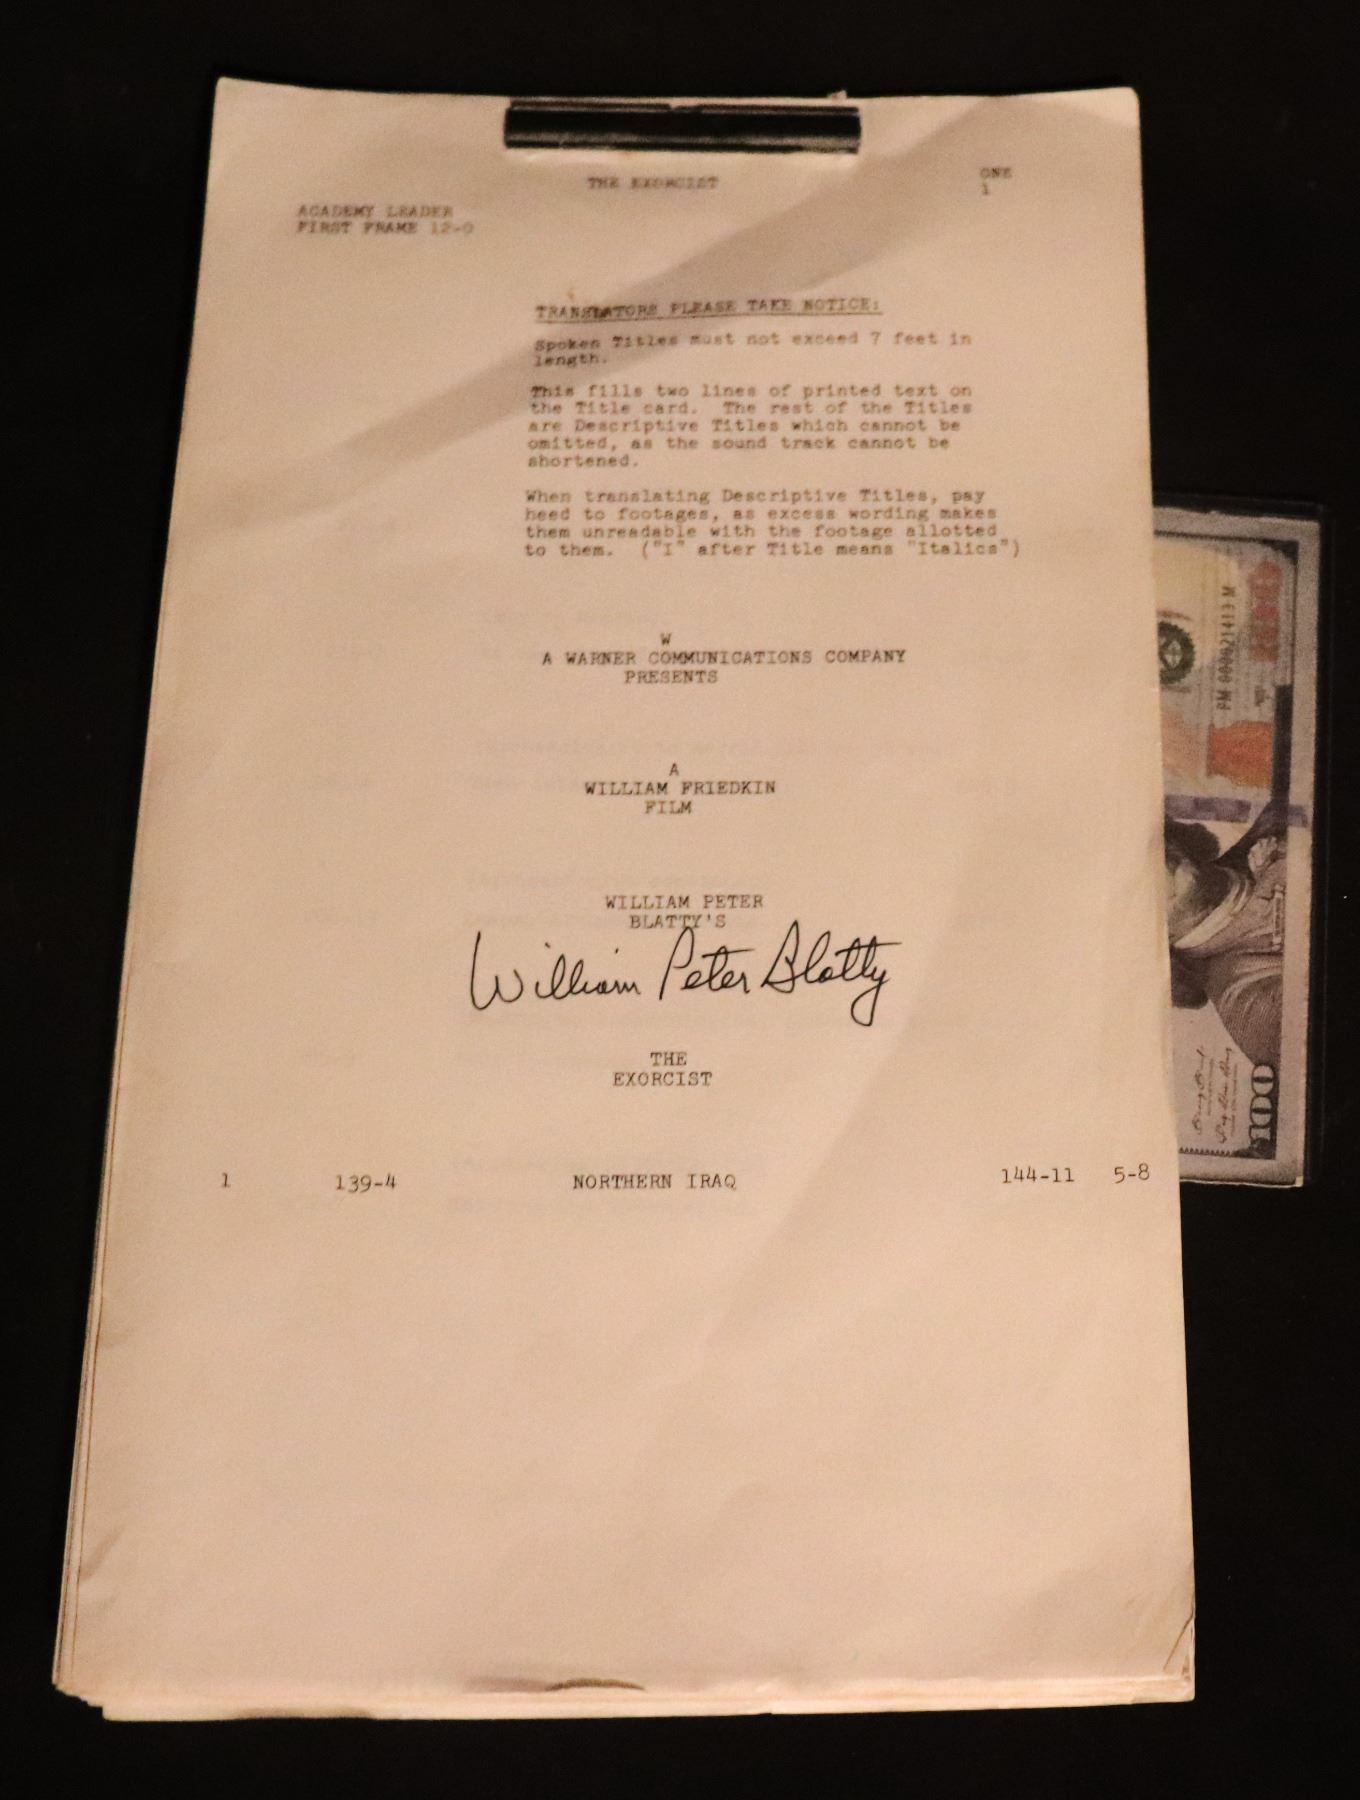 THE EXORCIST
ONE
1
ACADEMY LEADER
FIRST FRAME 12-0
TRANSLATORS PLEASE TAKE NOTICE:
Spoken Titles must not exceed 7 feet in
length.
This fills two lines of printed text on
the Title card. The rest of the Titles
are Descriptive Titles which cannot be
omitted, as the sound track cannot be
shortened.
When translating Descriptive Titles, pay
heed to footages, as excess wording makes
them unreadable with the footage allotted
to them. ("I" after Title means "Italics")
W
A WARNER COMMUNICATIONS COMPANY
PRESENTS
A
WILLIAM FRIEDKIN
FILM
WILLIAM PETER
BLATTY'S
William Peter Blatty
THE
EXORCIST
1 139-4 NORTHERN IRAQ 144-11 5-8
100